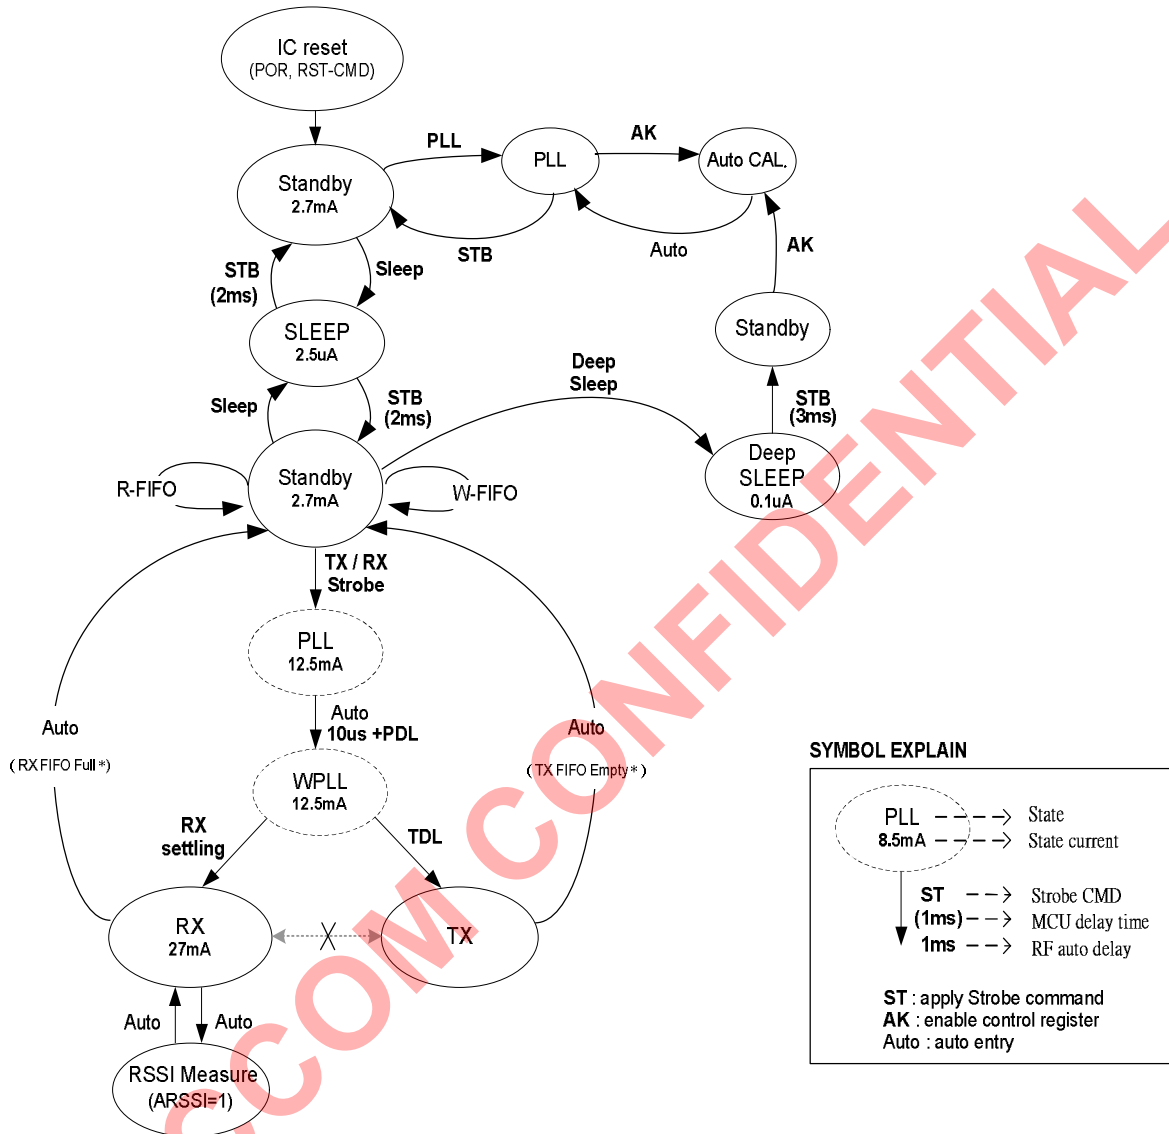 IC reset
(POR, RST-CMD)
PLL
AK
Standby
2.7mA
PLL
Auto CAL.
STB
Auto
AK
STB
(2ms)
Sleep
SLEEP
2.5uA
Standby
Deep
Sleep
Sleep
STB
(2ms)
STB
(3ms)
R-FIFO
Standby
2.7mA
W-FIFO
Deep
SLEEP
0.1uA
TX / RX
Strobe
PLL
12.5mA
Auto
10us +PDL
Auto
(RX FIFO Full *)
Auto
(TX FIFO Empty *)
WPLL
12.5mA
RX
settling
TDL
RX
27mA
TX
Auto
Auto
RSSI Measure
(ARSSI=1)
SYMBOL EXPLAIN
PLL
State
8.5mA
State current
ST
Strobe CMD
(1ms)
MCU delay time
1ms
RF auto delay
ST : apply Strobe command
AK : enable control register
Auto : auto entry
CCOM CONFIDENTIAL